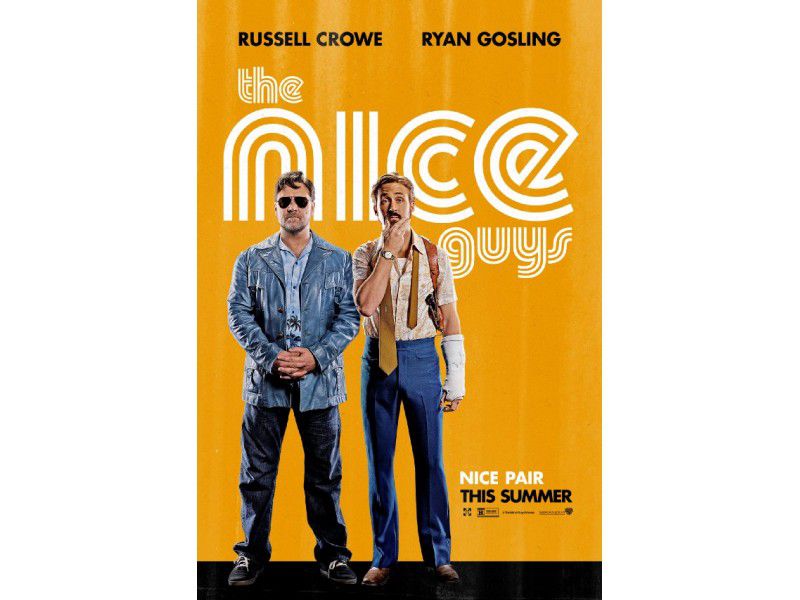 RUSSELL CROWE RYAN GOSLING
the
nice
guys
NICE PAIR
THIS SUMMER